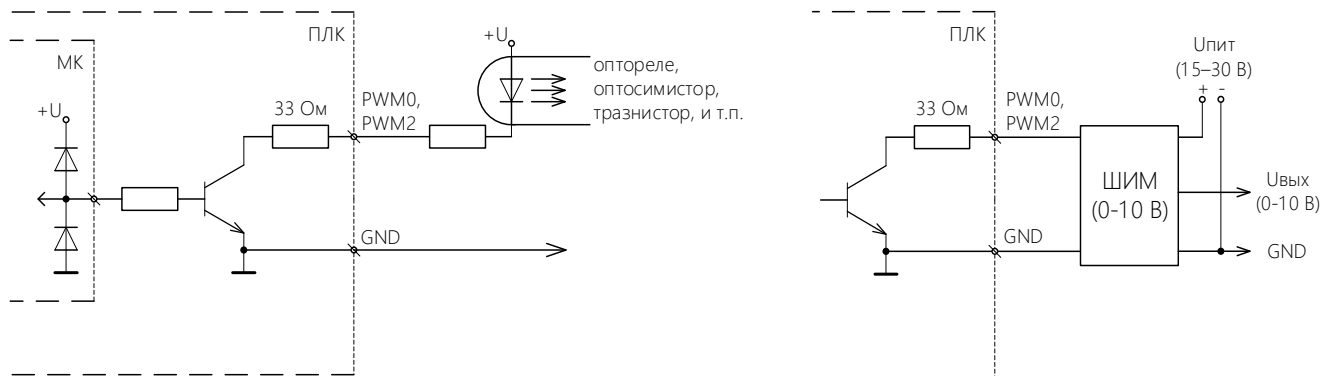 ПЛК
МК
+U
33 Ом
PWM0,
PWM2
+U
оптореле,
оптосимистор,
тразнистор, и т.п.
GND
ПЛК
33 Ом
PWM0,
PWM2
Uпит
(15–30 В)
+ -
ШИМ
(0-10 В)
Uвых
(0-10 В)
GND
GND